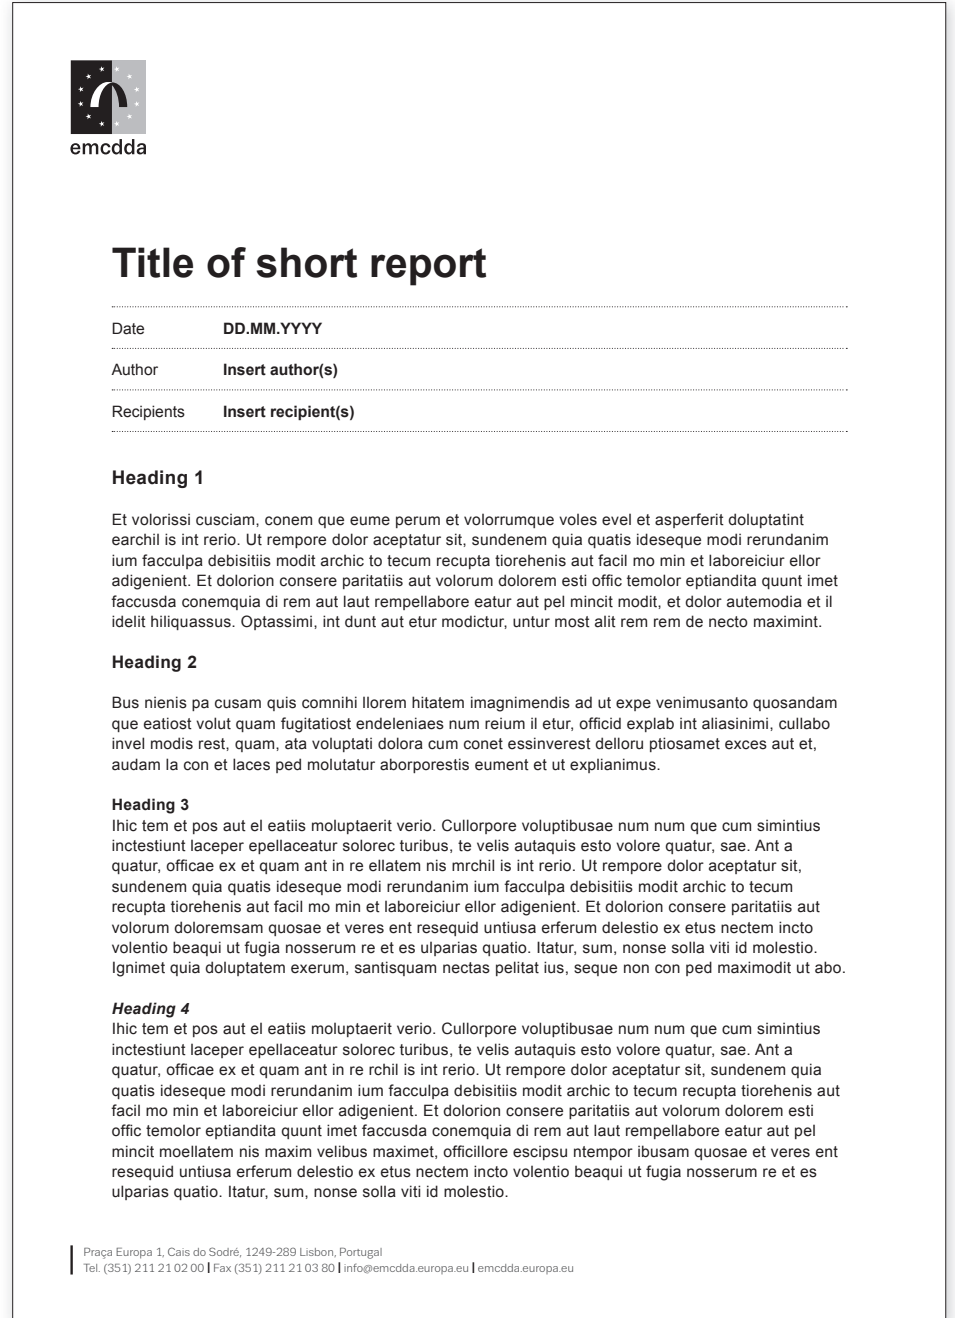 emcdda
Title of short report
Date DD.MM.YYYY
Author Insert author(s)
Recipients Insert recipient(s)
Heading 1
Et volorissi cusciam, conem que eume perum et volorrumque voles evel et asperferit doluptatint
earchil is int rerio. Ut rempore dolor aceptatur sit, sundenem quia quatis ideseque modi rerundanim
ium facculpa debisitiis modit archic to tecum recupta tiorehenis aut facil mo min et laboreiciur ellor
adigenient. Et dolorion consere paritatiis aut volorum dolorem esti offic temolor eptiandita quunt imet
faccusda conemquia di rem aut laut rempellabore eatur aut pel mincit modit, et dolor autemodia et il
idelit hiliquassus. Optassimi, int dunt aut etur modictur, untur most alit rem rem de necto maximint.
Heading 2
Bus nienis pa cusam quis comnihi llorem hitatem imagnimendis ad ut expe venimusanto quosandam
que eatiost volut quam fugitatiost endeleniaes num reium il etur, officid explab int aliasinimi, cullabo
invel modis rest, quam, ata voluptati dolora cum conet essinverest delloru ptiosamet exces aut et,
audam la con et laces ped molutatur aborporestis eument et ut explianimus.
Heading 3
Ihic tem et pos aut el eatiis moluptaerit verio. Cullorpore voluptibusae num num que cum simintius
inctestiunt laceper epellaceatur solorec turibus, te velis autaquis esto volore quatur, sae. Ant a
quatur, officae ex et quam ant in re ellatem nis mrchil is int rerio. Ut rempore dolor aceptatur sit,
sundenem quia quatis ideseque modi rerundanim ium facculpa debisitiis modit archic to tecum
recupta tiorehenis aut facil mo min et laboreiciur ellor adigenient. Et dolorion consere paritatiis aut
volorum doloremsam quosae et veres ent resequid untiusa erferum delestio ex etus nectem incto
volentio beaqui ut fugia nosserum re et es ulparias quatio. Itatur, sum, nonse solla viti id molestio.
Ignimet quia doluptatem exerum, santisquam nectas pelitat ius, seque non con ped maximodit ut abo.
Heading 4
Ihic tem et pos aut el eatiis moluptaerit verio. Cullorpore voluptibusae num num que cum simintius
inctestiunt laceper epellaceatur solorec turibus, te velis autaquis esto volore quatur, sae. Ant a
quatur, officae ex et quam ant in re rchil is int rerio. Ut rempore dolor aceptatur sit, sundenem quia
quatis ideseque modi rerundanim ium facculpa debisitiis modit archic to tecum recupta tiorehenis aut
facil mo min et laboreiciur ellor adigenient. Et dolorion consere paritatiis aut volorum dolorem esti
offic temolor eptiandita quunt imet faccusda conemquia di rem aut laut rempellabore eatur aut pel
mincit moellatem nis maxim velibus maximet, officillore escipsu ntempor ibusam quosae et veres ent
resequid untiusa erferum delestio ex etus nectem incto volentio beaqui ut fugia nosserum re et es
ulparias quatio. Itatur, sum, nonse solla viti id molestio.
Praça Europa 1, Cais do Sodré, 1249-289 Lisbon, Portugal
Tel. (351) 211 21 02 00 | Fax (351) 211 21 03 80 | info@emcdda.europa.eu | emcdda.europa.eu